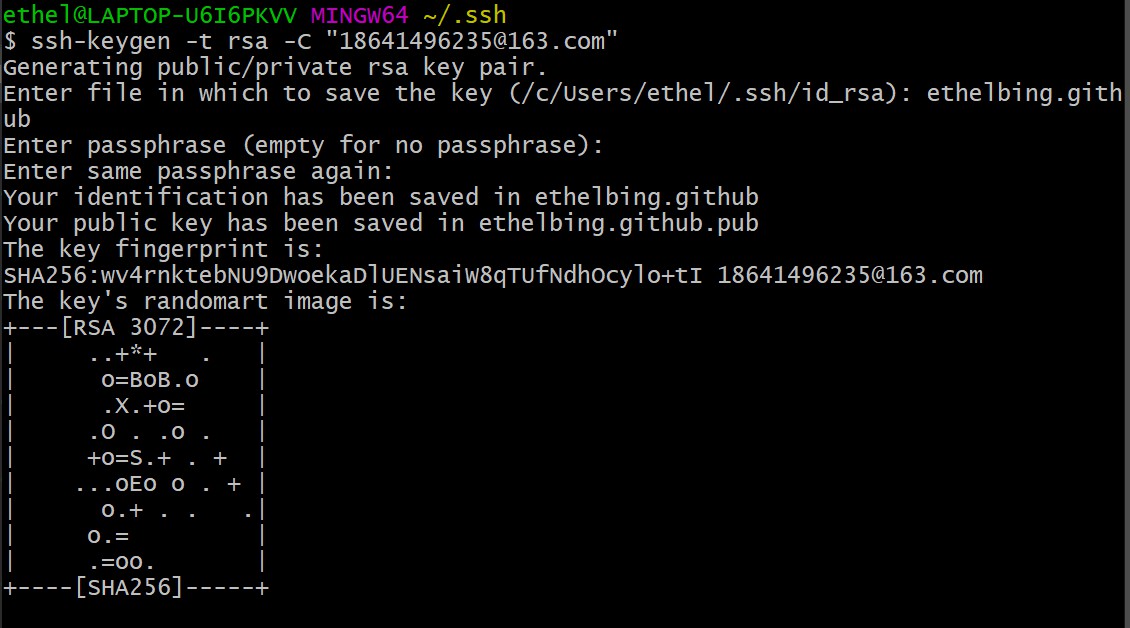 ethel@LAPTOP-U6I6PKVV MINGW64 ~/.ssh
$ ssh-keygen -t rsa -C "18641496235@163.com"
Generating public/private rsa key pair.
Enter file in which to save the key (/c/Users/ethel/.ssh/id_rsa): ethelbing.gith
ub
Enter passphrase (empty for no passphrase):
Enter same passphrase again:
Your identification has been saved in ethelbing.github
Your public key has been saved in ethelbing.github.pub
The key fingerprint is:
SHA256:wv4rnktebNU9DwoekaDlUENsaiW8qTUfNdhOcylo+tI 18641496235@163.com
The key's randomart image is:
+---[RSA 3072]----+
|     ..+*+   .   |
|      o=BoB.o    |
|      .X.+o=     |
|     .O . .o .   |
|     +o=S.+ . +  |
|    ...oEo o . + |
|      o.+ . .   .|
|     o.=         |
|     .=oo.       |
+----[SHA256]-----+